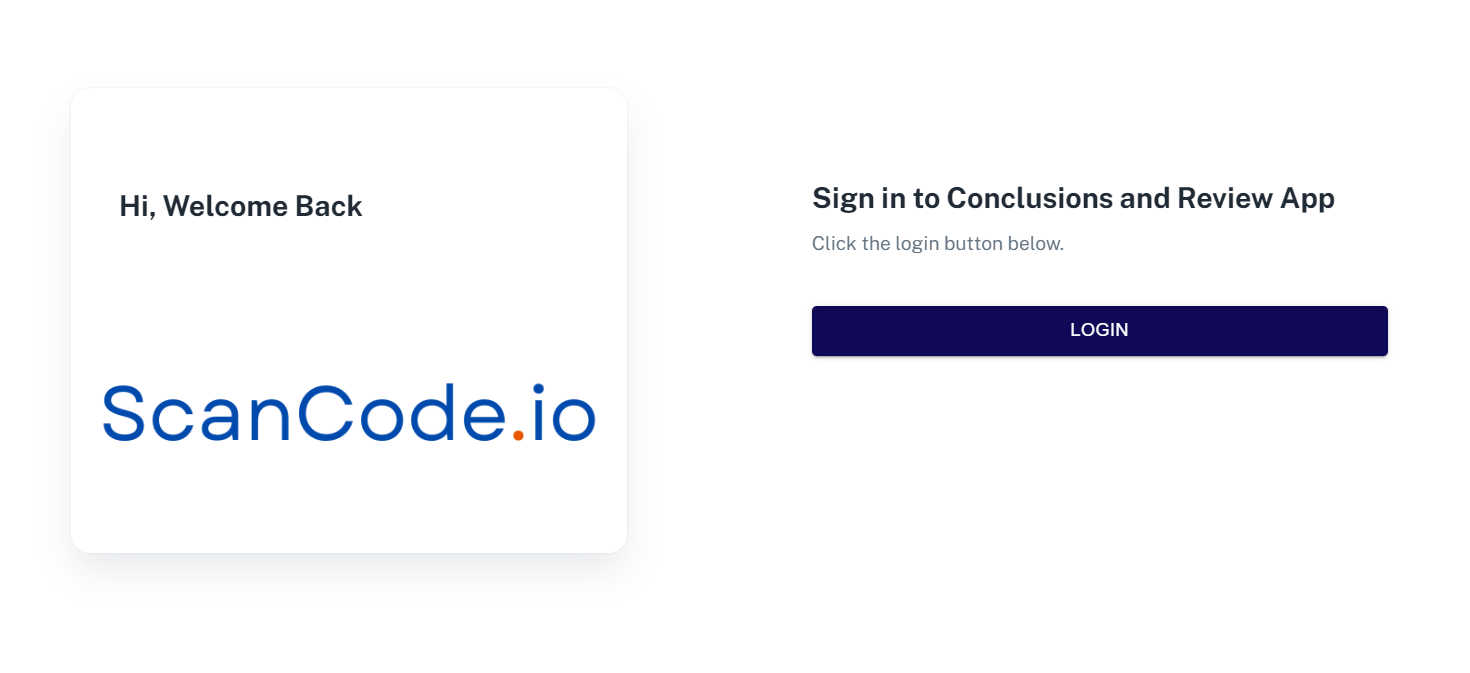 Hi, Welcome Back
ScanCode.io
Sign in to Conclusions and Review App
Click the login button below.
LOGIN